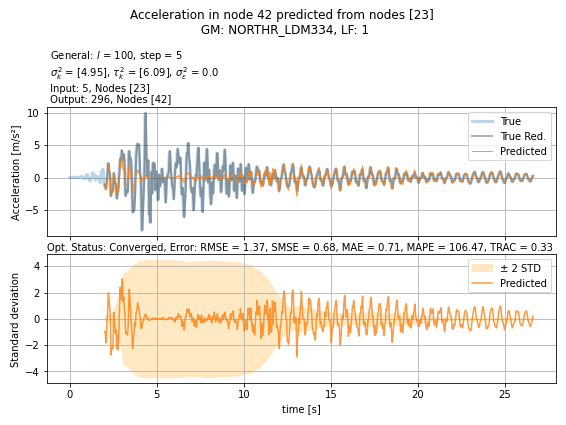 Acceleration in node 42 predicted from nodes [23]
GM: NORTHR_LDM334, LF: 1
General: l = 100, step = 5
σ²ₖ = [4.95], τ²ₖ = [6.09], σ²ε = 0.0
Input: 5, Nodes [23]
Output: 296, Nodes [42]
Acceleration [m/s²]
10
5
0
−5
True
True Red.
Predicted
Opt. Status: Converged, Error: RMSE = 1.37, SMSE = 0.68, MAE = 0.71, MAPE = 106.47, TRAC = 0.33
Standard deviation
4
2
0
−2
−4
± 2 STD
Predicted
0 5 10 15 20 25
time [s]